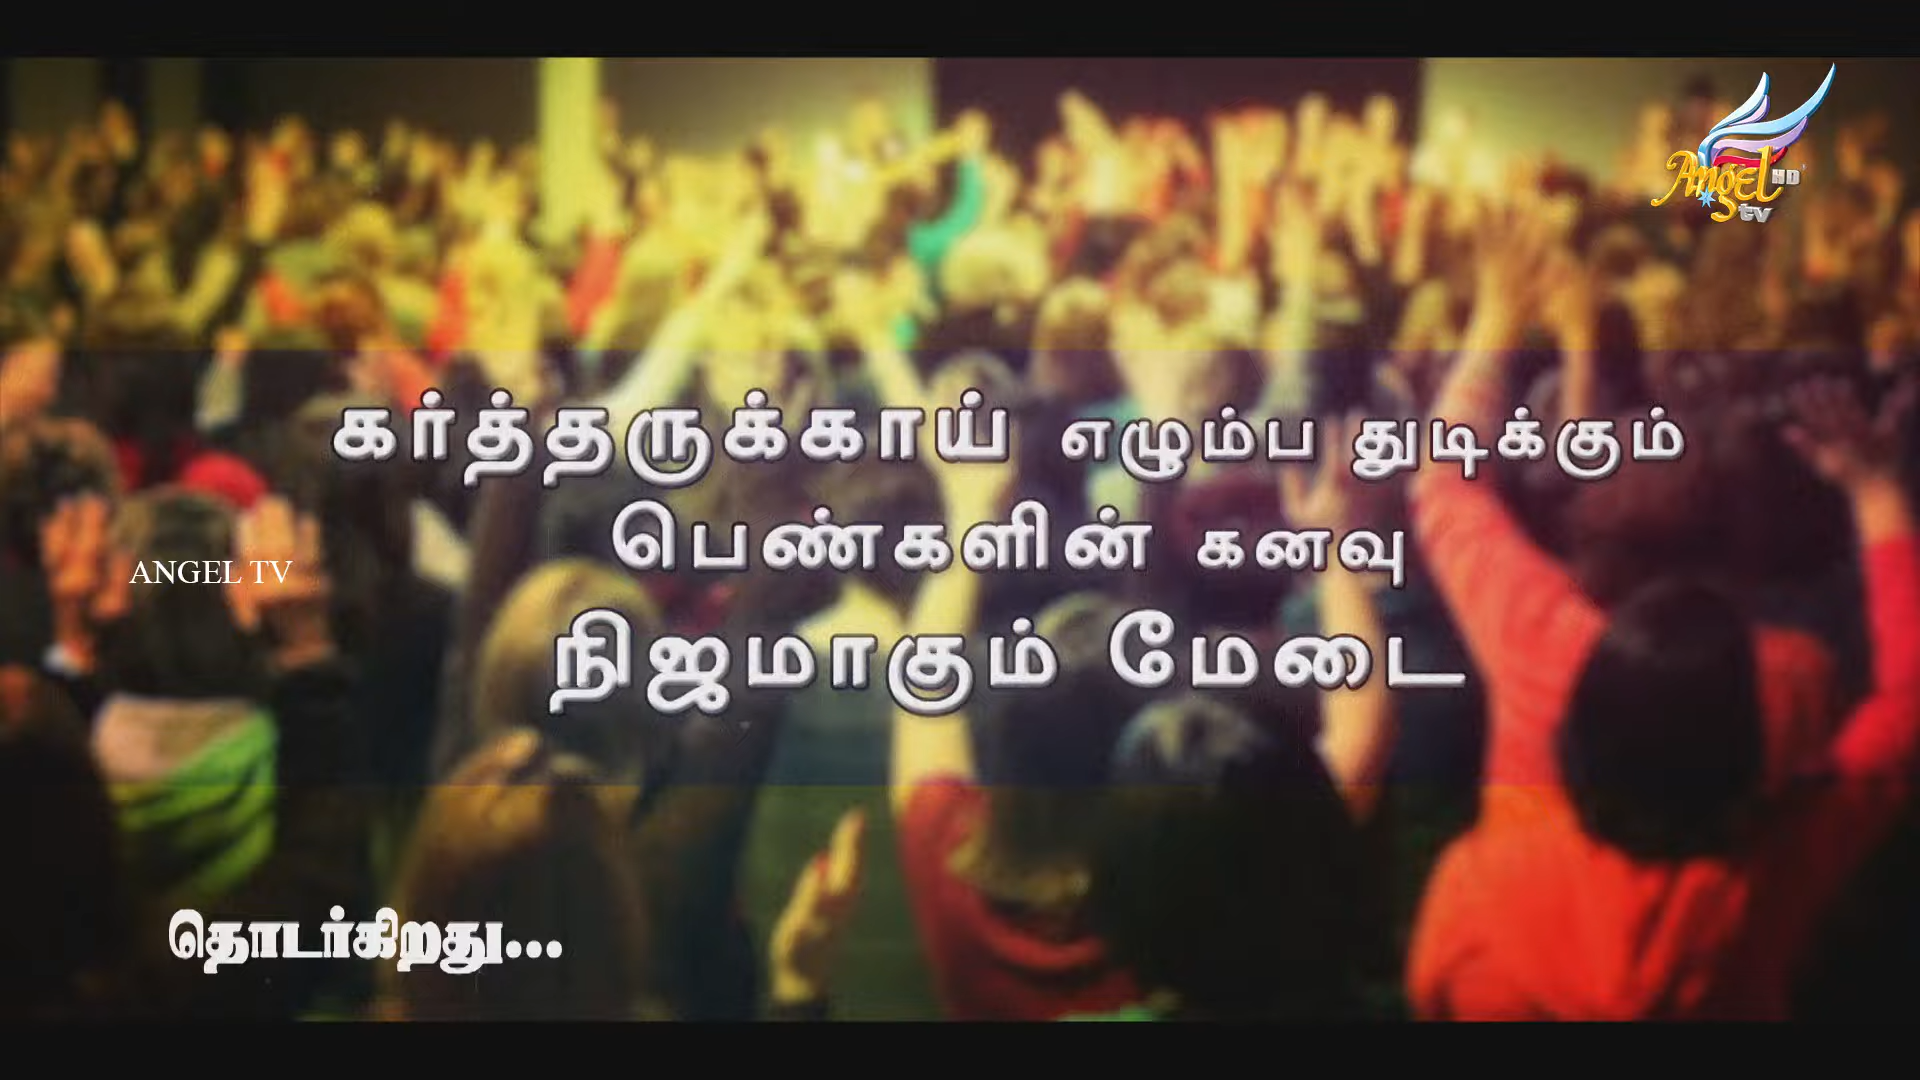 Angel HD
tv
கர்த்தருக்காய் எழும்ப துடிக்கும்
பெண்களின் கனவு
ANGEL TV
நிஜமாகும் மேடை
தொடர்கிறது...